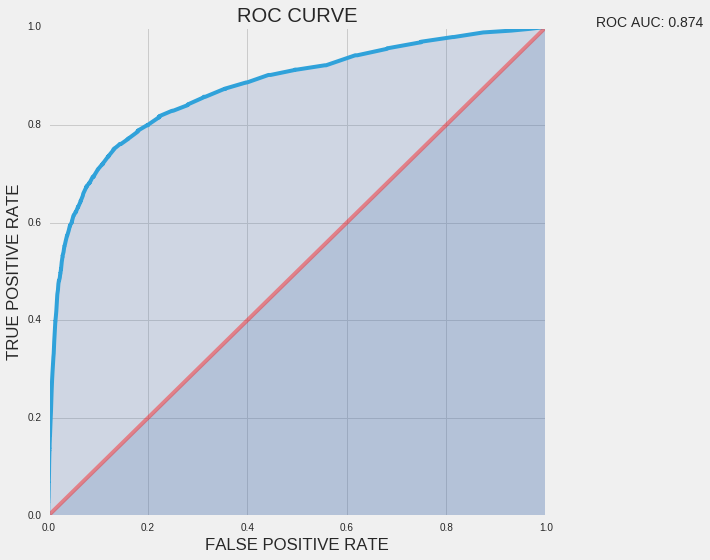 ROC CURVE
ROC AUC: 0.874
1.0
0.8
0.6
0.4
0.2
0.0
TRUE POSITIVE RATE
0.0 0.2 0.4 0.6 0.8 1.0
FALSE POSITIVE RATE